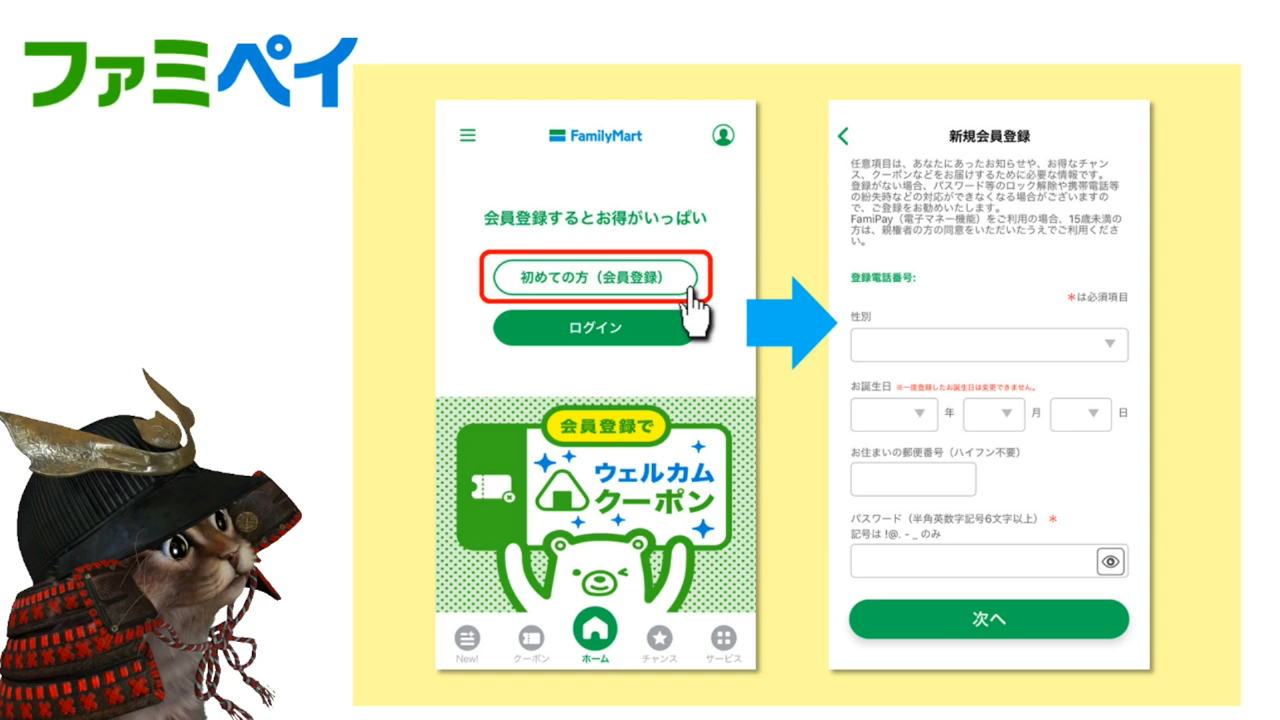 ファミペイ
FamilyMart
会員登録するとお得がいっぱい
初めての方（会員登録）
ログイン
会員登録で
ウェルカム
クーポン
New!
クーポン
ホーム
チャンス
サービス
新規会員登録
任意項目は、あなたにあったお知らせや、お得なチャン
ス、クーポンなどをお届けするために必要な情報です。
登録がない場合、パスワード等のロック解除や携帯電話等
の紛失時などの対応ができなくなる場合がございますの
で、ご登録をお勧めいたします。
FamiPay（電子マネー機能）をご利用の場合、15歳未満の
方は、親権者の方の同意をいただいたうえでご利用くださ
い。
登録電話番号:
＊は必須項目
性別
お誕生日 ※一度登録したお誕生日は変更できません。
年 月 日
お住まいの郵便番号（ハイフン不要）
パスワード（半角英数字記号6文字以上） ＊
記号は !@. - _ のみ
次へ